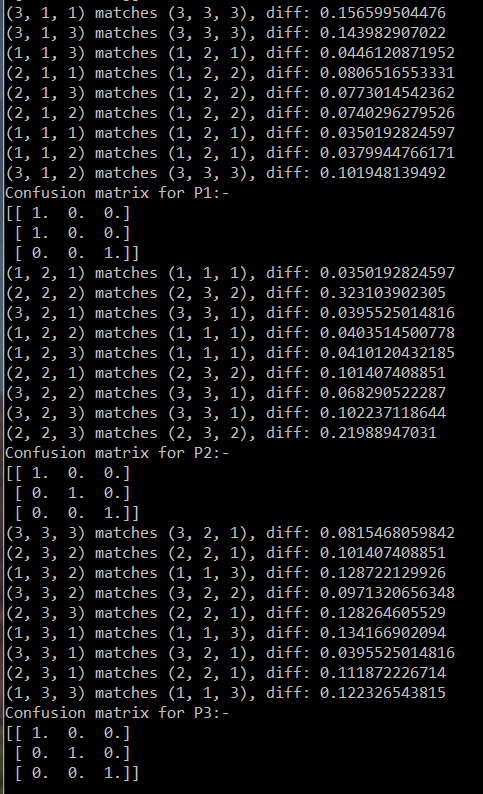 (3, 1, 1) matches (3, 3, 3), diff: 0.156599504476
(3, 1, 3) matches (3, 3, 3), diff: 0.143982907022
(1, 1, 3) matches (1, 2, 1), diff: 0.0446120871952
(2, 1, 1) matches (1, 2, 2), diff: 0.0806516553331
(2, 1, 3) matches (1, 2, 2), diff: 0.0773014542362
(2, 1, 2) matches (1, 2, 2), diff: 0.0740296279526
(1, 1, 1) matches (1, 2, 1), diff: 0.0350192824597
(1, 1, 2) matches (1, 2, 1), diff: 0.0379944766171
(3, 1, 2) matches (3, 3, 3), diff: 0.101948139492
Confusion matrix for P1:-
[[ 1.  0.  0.]
 [ 1.  0.  0.]
 [ 0.  0.  1.]]
(1, 2, 1) matches (1, 1, 1), diff: 0.0350192824597
(2, 2, 2) matches (2, 3, 2), diff: 0.323103902305
(3, 2, 1) matches (3, 3, 1), diff: 0.0395525014816
(1, 2, 2) matches (1, 1, 1), diff: 0.0403514500778
(1, 2, 3) matches (1, 1, 1), diff: 0.0410120432185
(2, 2, 1) matches (2, 3, 2), diff: 0.101407408851
(3, 2, 2) matches (3, 3, 1), diff: 0.068290522287
(3, 2, 3) matches (3, 3, 1), diff: 0.102237118644
(2, 2, 3) matches (2, 3, 2), diff: 0.21988947031
Confusion matrix for P2:-
[[ 1.  0.  0.]
 [ 0.  1.  0.]
 [ 0.  0.  1.]]
(3, 3, 3) matches (3, 2, 1), diff: 0.0815468059842
(2, 3, 2) matches (2, 2, 1), diff: 0.101407408851
(1, 3, 2) matches (1, 1, 3), diff: 0.128722129926
(3, 3, 2) matches (3, 2, 2), diff: 0.0971320656348
(2, 3, 3) matches (2, 2, 1), diff: 0.128264605529
(1, 3, 1) matches (1, 1, 3), diff: 0.134166902094
(3, 3, 1) matches (3, 2, 1), diff: 0.0395525014816
(2, 3, 1) matches (2, 2, 1), diff: 0.111872226714
(1, 3, 3) matches (1, 1, 3), diff: 0.122326543815
Confusion matrix for P3:-
[[ 1.  0.  0.]
 [ 0.  1.  0.]
 [ 0.  0.  1.]]